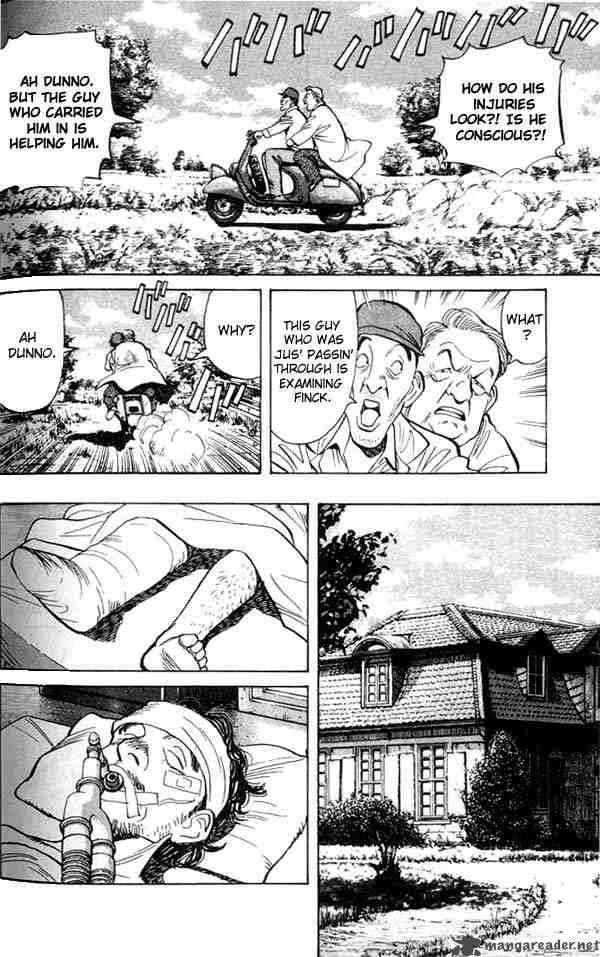 HOW DO HIS
INJURIES
LOOK?! IS HE
CONSCIOUS?!
AH DUNNO.
BUT THE GUY
WHO CARRIED
HIM IN IS
HELPING HIM.
WHAT
?
THIS GUY
WHO WAS
JUS' PASSIN'
THROUGH IS
EXAMINING
FINCK.
WHY?
AH
DUNNO.
mangareader.net